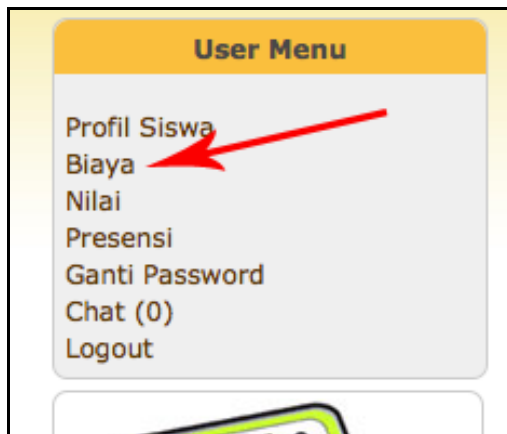 User Menu
Profil Siswa
Biaya
Nilai
Presensi
Ganti Password
Chat (0)
Logout